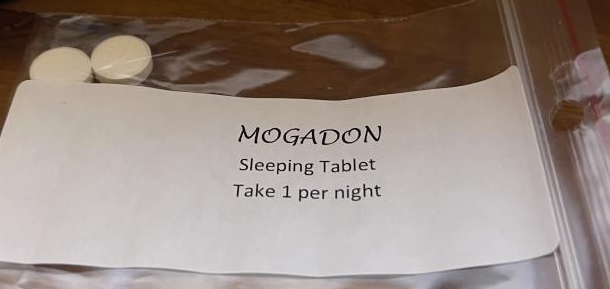 MOGADON
Sleeping Tablet
Take 1 per night